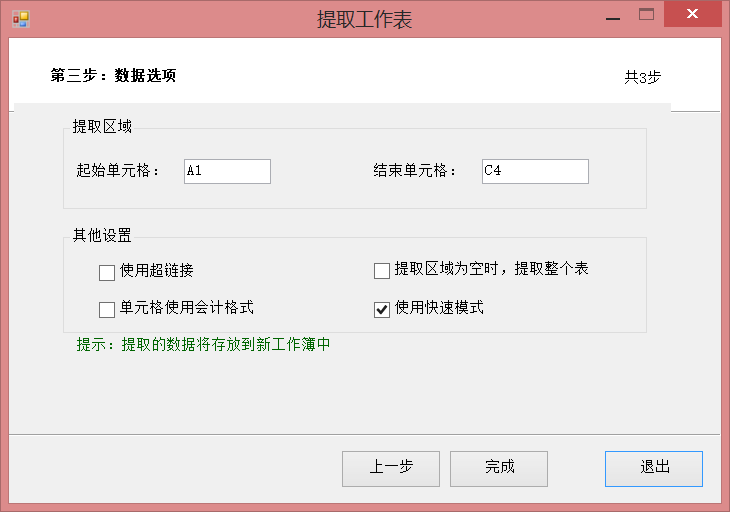 提取工作表
第三步：数据选项
共3步
提取区域
起始单元格： A1 结束单元格： C4
其他设置
使用超链接 提取区域为空时，提取整个表
单元格使用会计格式 使用快速模式
提示：提取的数据将存放到新工作簿中
上一步 完成 退出